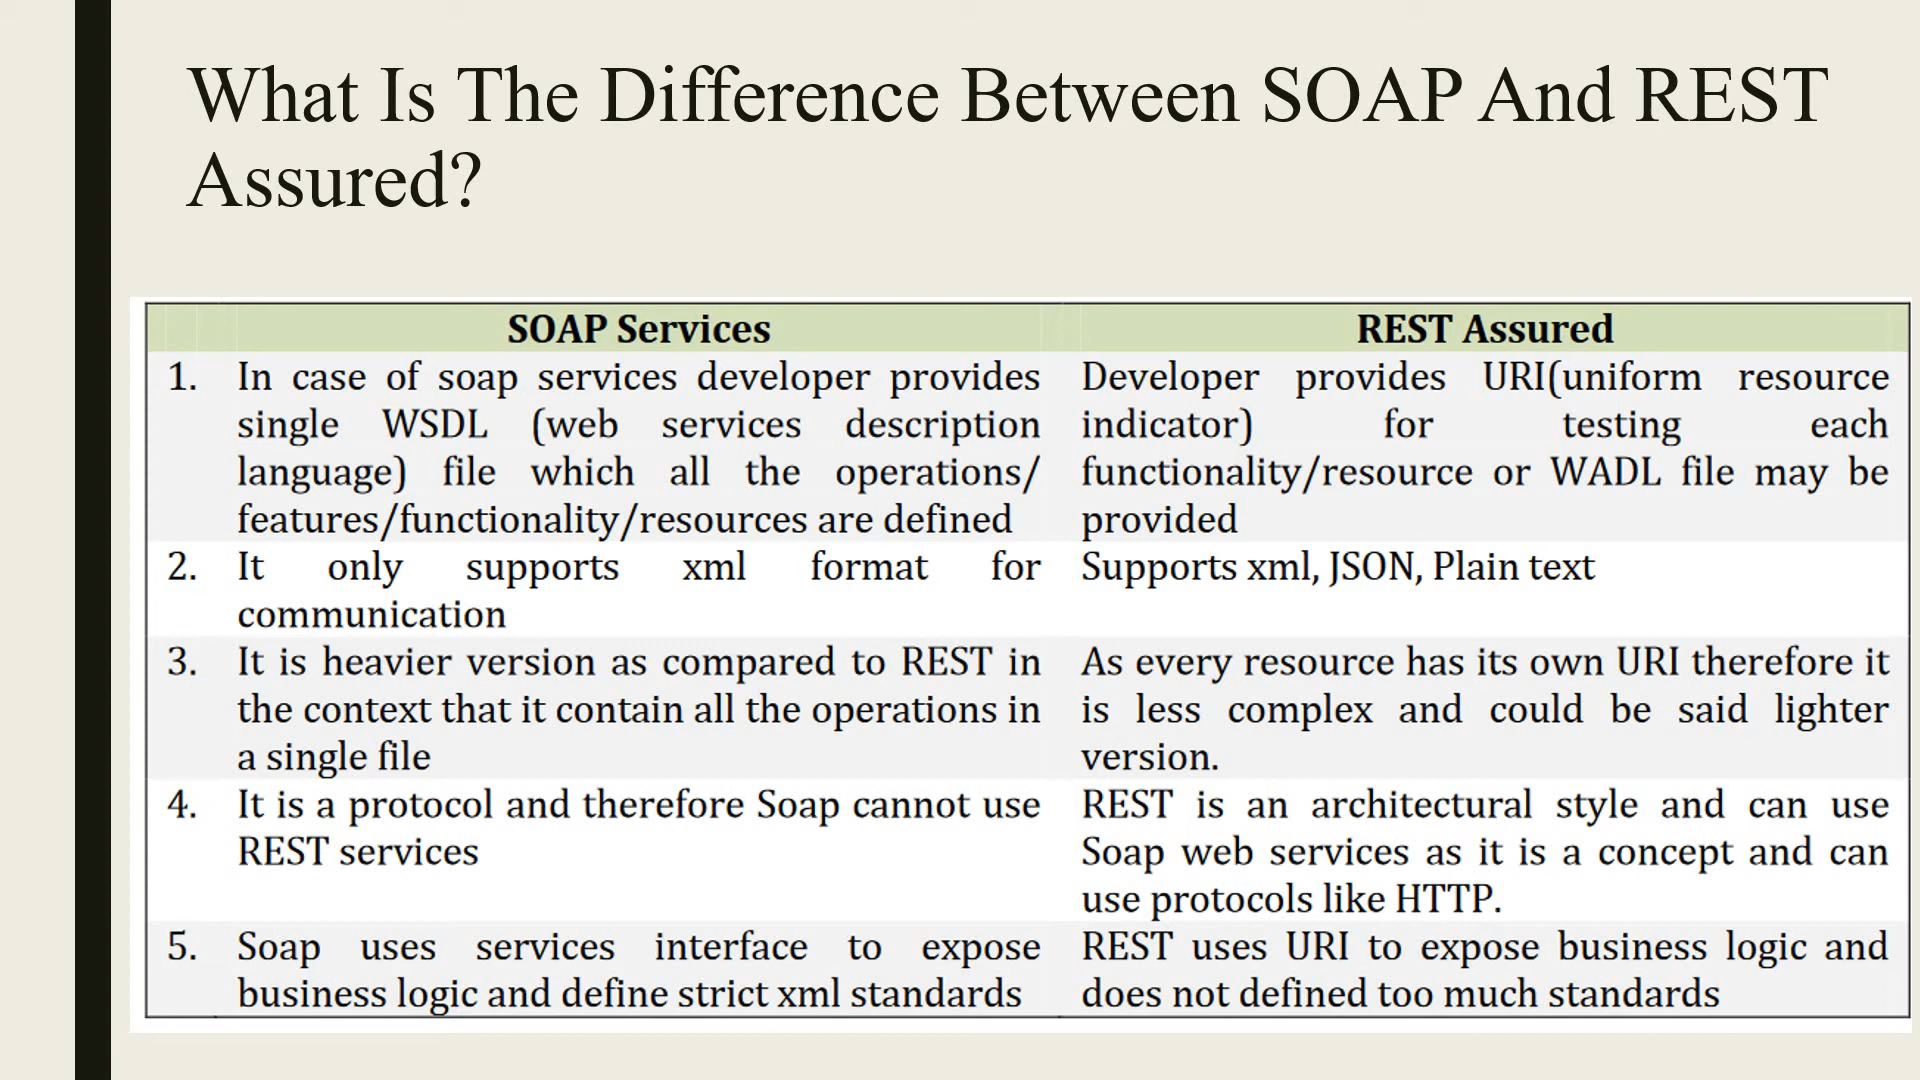 What Is The Difference Between SOAP And REST
Assured?
SOAP Services
REST Assured
1.
In case of soap services developer provides
single WSDL (web services description
language) file which all the operations/
features/functionality/resources are defined
Developer provides URI(uniform resource
indicator) for testing each
functionality/resource or WADL file may be
provided
2.
It only supports xml format for
communication
Supports xml, JSON, Plain text
3.
It is heavier version as compared to REST in
the context that it contain all the operations in
a single file
As every resource has its own URI therefore it
is less complex and could be said lighter
version.
4.
It is a protocol and therefore Soap cannot use
REST services
REST is an architectural style and can use
Soap web services as it is a concept and can
use protocols like HTTP.
5.
Soap uses services interface to expose
business logic and define strict xml standards
REST uses URI to expose business logic and
does not defined too much standards